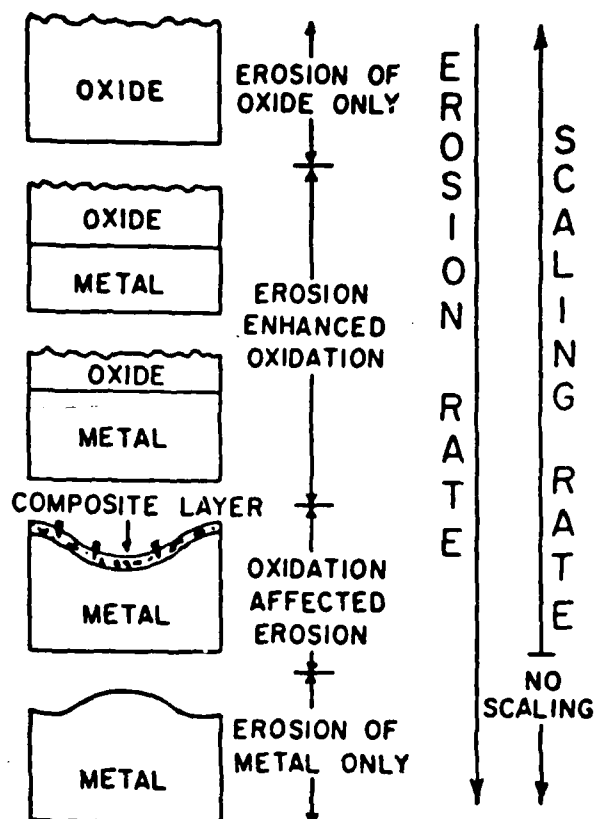 OXIDE
EROSION OF
OXIDE ONLY
OXIDE
METAL
EROSION
ENHANCED
OXIDATION
OXIDE
METAL
COMPOSITE LAYER
METAL
OXIDATION
AFFECTED
EROSION
METAL
EROSION OF
METAL ONLY
EROSION RATE
SCALING RATE
NO
SCALING